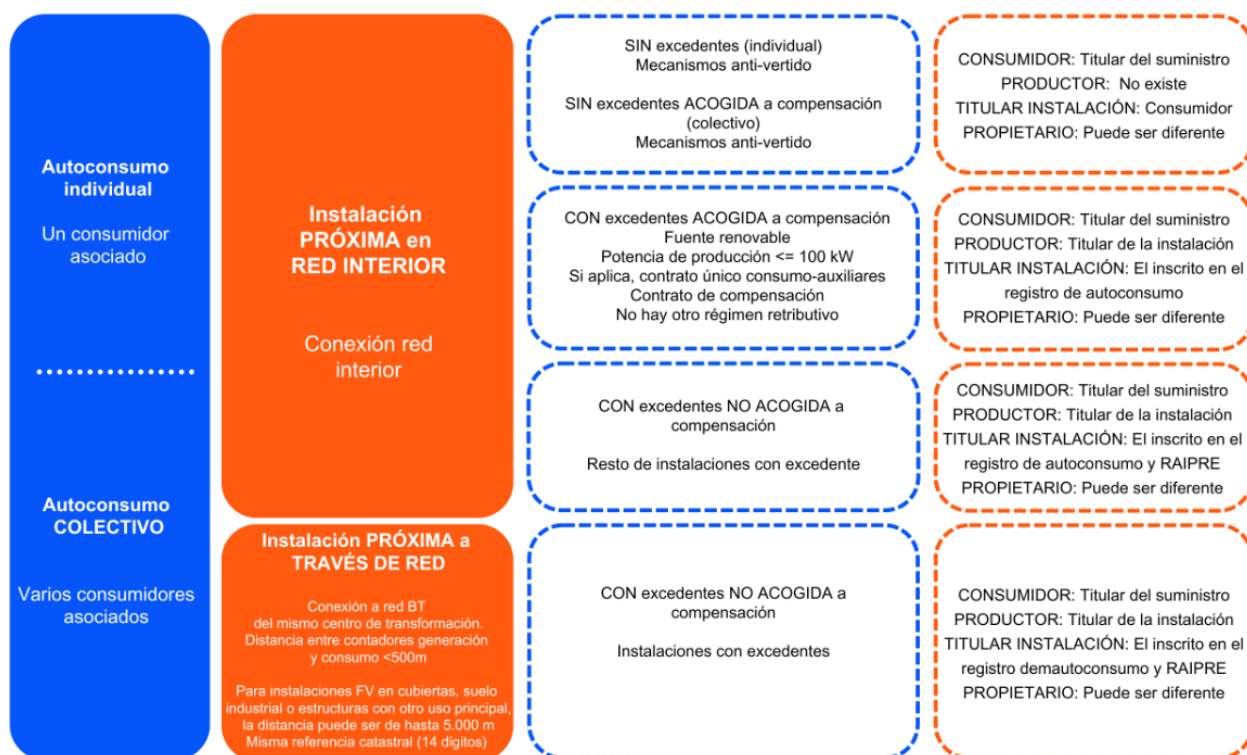 Autoconsumo
individual
Un consumidor
asociado
Autoconsumo
COLECTIVO
Varios consumidores
asociados
Instalación
PRÓXIMA en
RED INTERIOR
Conexión red
interior
Instalación PRÓXIMA a
TRAVÉS DE RED
Conexión a red BT
del mismo centro de transformación.
Distancia entre contadores generación
y consumo <500m
Para instalaciones FV en cubiertas, suelo
industrial o estructuras con otro uso principal,
la distancia puede ser de hasta 5.000 m
Misma referencia catastral (14 dígitos)
SIN excedentes (individual)
Mecanismos anti-vertido
SIN excedentes ACOGIDA a compensación
(colectivo)
Mecanismos anti-vertido
CON excedentes ACOGIDA a compensación
Fuente renovable
Potencia de producción <= 100 kW
Si aplica, contrato único consumo-auxiliares
Contrato de compensación
No hay otro régimen retributivo
CON excedentes NO ACOGIDA a
compensación
Resto de instalaciones con excedente
CON excedentes NO ACOGIDA a
compensación
Instalaciones con excedentes
CONSUMIDOR: Titular del suministro
PRODUCTOR: No existe
TITULAR INSTALACIÓN: Consumidor
PROPIETARIO: Puede ser diferente
CONSUMIDOR: Titular del suministro
PRODUCTOR: Titular de la instalación
TITULAR INSTALACIÓN: El inscrito en el
registro de autoconsumo
PROPIETARIO: Puede ser diferente
CONSUMIDOR: Titular del suministro
PRODUCTOR: Titular de la instalación
TITULAR INSTALACIÓN: El inscrito en el
registro de autoconsumo y RAIPRE
PROPIETARIO: Puede ser diferente
CONSUMIDOR: Titular del suministro
PRODUCTOR: Titular de la instalación
TITULAR INSTALACIÓN: El inscrito en el
registro demautoconsumo y RAIPRE
PROPIETARIO: Puede ser diferente